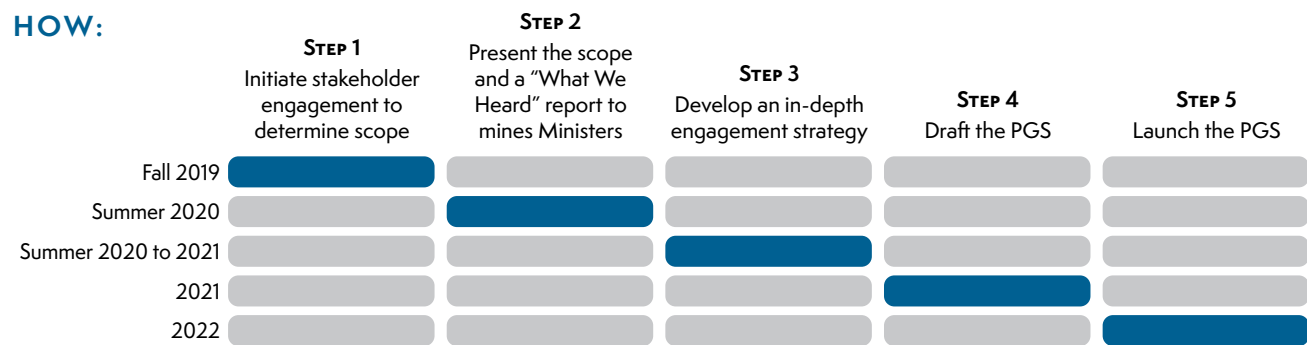 HOW:
STEP 1
Initiate stakeholder
engagement to
determine scope
STEP 2
Present the scope
and a “What We
Heard” report to
mines Ministers
STEP 3
Develop an in-depth
engagement strategy
STEP 4
Draft the PGS
STEP 5
Launch the PGS
Fall 2019
Summer 2020
Summer 2020 to 2021
2021
2022